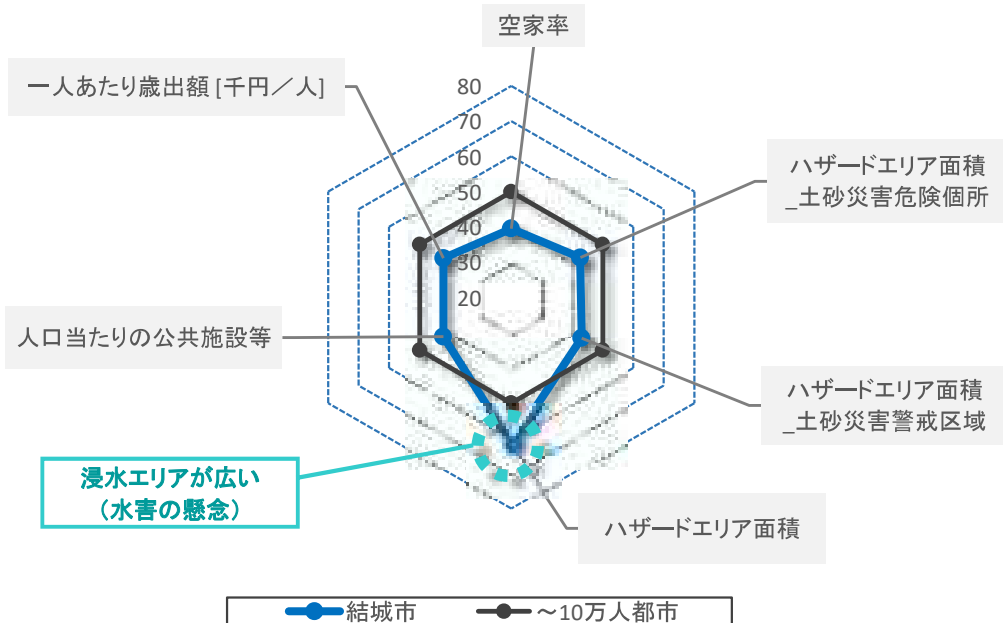 空家率
一人あたり歳出額 [千円／人]
80
70
60
50
40
30
20
ハザードエリア面積
_土砂災害危険個所
人口当たりの公共施設等
ハザードエリア面積
_土砂災害警戒区域
浸水エリアが広い
（水害の懸念）
ハザードエリア面積
結城市
～10万人都市